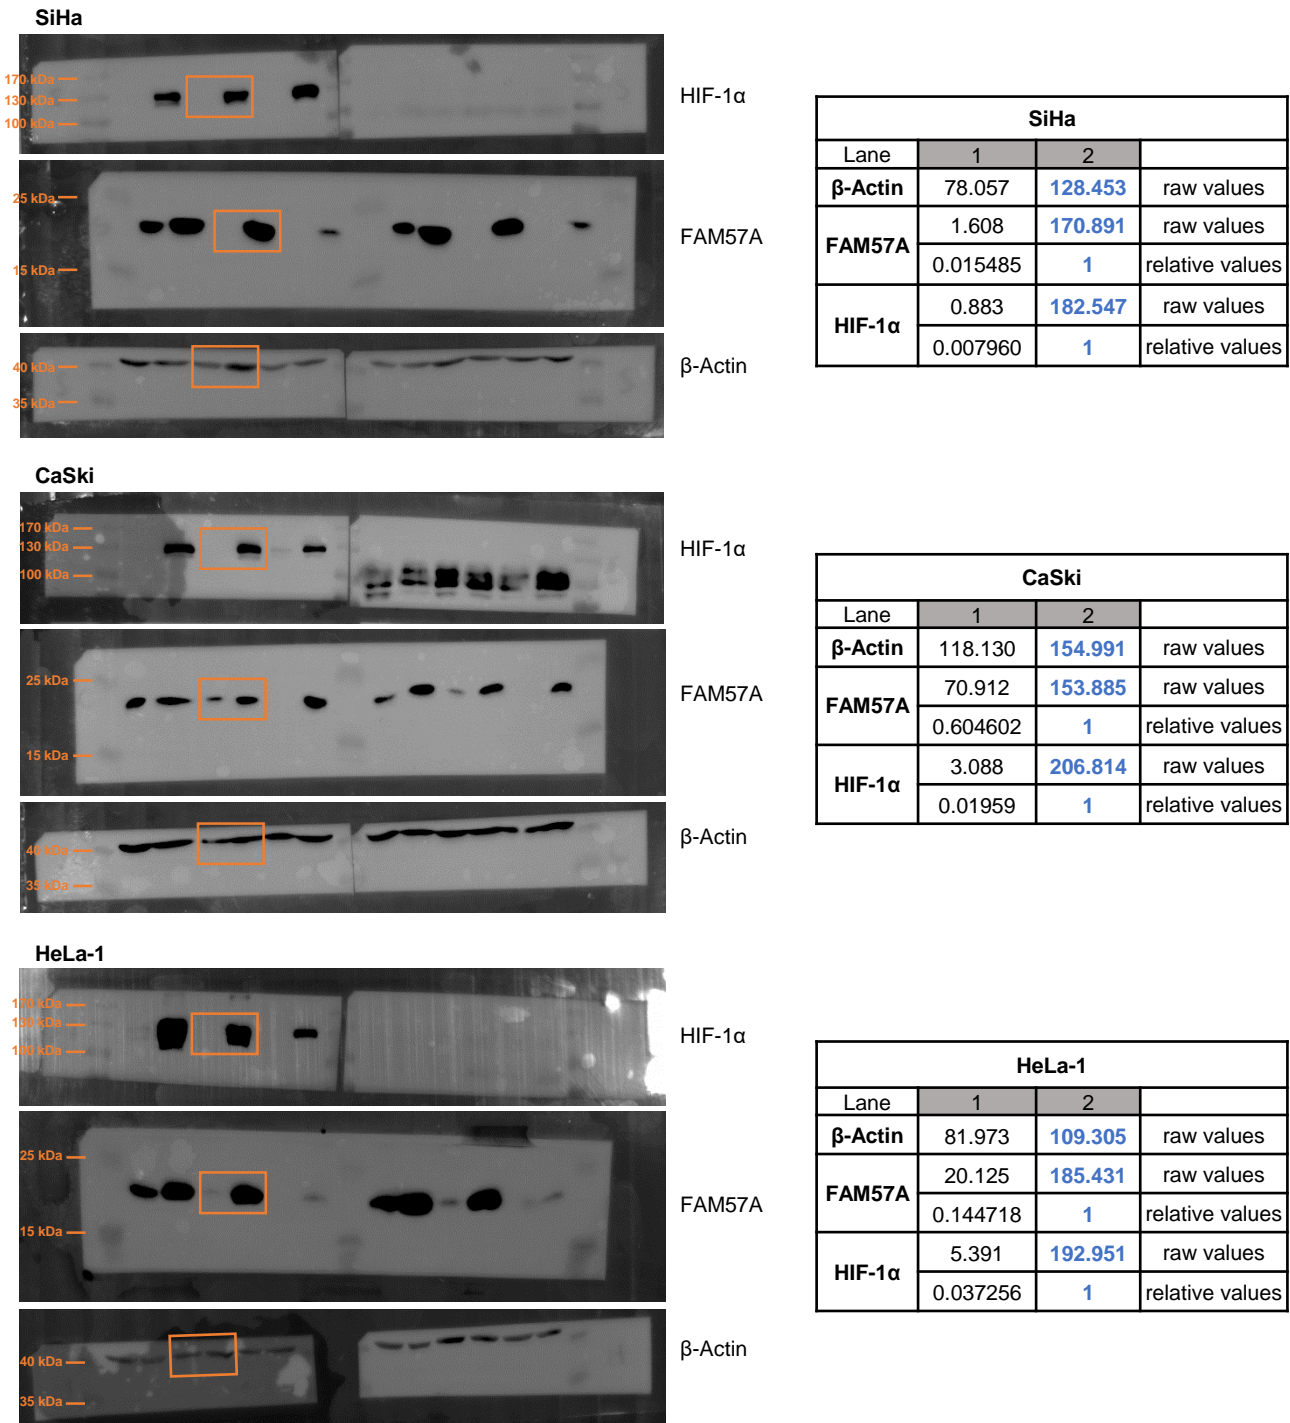 SiHa
170 kDa
130 kDa
100 kDa
HIF-1α
25 kDa
15 kDa
FAM57A
40 kDa
35 kDa
β-Actin
SiHa
Lane 1 2
β-Actin 78.057 128.453 raw values
FAM57A 1.608 170.891 raw values
0.015485 1 relative values
HIF-1α 0.883 182.547 raw values
0.007960 1 relative values
CaSki
170 kDa
130 kDa
100 kDa
HIF-1α
25 kDa
15 kDa
FAM57A
40 kDa
35 kDa
β-Actin
CaSki
Lane 1 2
β-Actin 118.130 154.991 raw values
FAM57A 70.912 153.885 raw values
0.604602 1 relative values
HIF-1α 3.088 206.814 raw values
0.01959 1 relative values
HeLa-1
170 kDa
130 kDa
100 kDa
HIF-1α
25 kDa
15 kDa
FAM57A
40 kDa
35 kDa
β-Actin
HeLa-1
Lane 1 2
β-Actin 81.973 109.305 raw values
FAM57A 20.125 185.431 raw values
0.144718 1 relative values
HIF-1α 5.391 192.951 raw values
0.037256 1 relative values